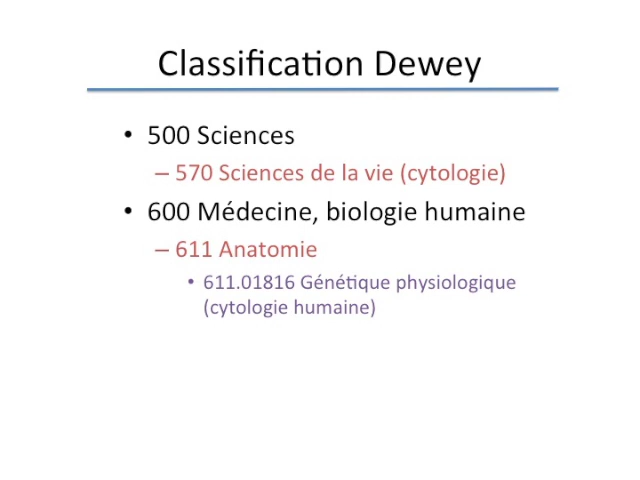 Classification Dewey
• 500 Sciences
– 570 Sciences de la vie (cytologie)
• 600 Médecine, biologie humaine
– 611 Anatomie
• 611.01816 Génétique physiologique
(cytologie humaine)